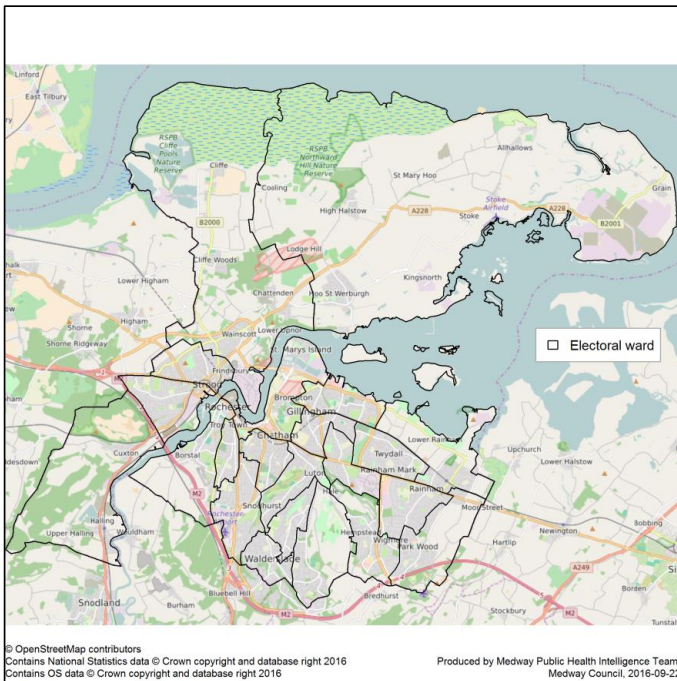 Linford
East Tilbury
RSPB
Cliffe
Pools
Nature
Reserve
Cliffe
Cooling
RSPB
Northward
Hill Nature
Reserve
Allhallows
St Mary Hoo
High Halstow
A228
Stoke
Airfield
Stoke
A228
Grain
B2001
B2000
Cliffe Woods
Lodge Hill
Chattenden
Hoo St Werburgh
Kingsnorth
Lower Higham
Higham
Shorne
Shorne Ridgeway
Wainscott
Lower Upnor
St Marys Island
Frindsbury
Strood
Rochester
Brompton
Gillingham
Troy Town
Chatham
Electoral ward
Cuxton
Borstal
Luton
Twydall
Rainham Mark
Rainham
Upchurch
Lower Halstow
Moor Street
Newington
Bobbing
Hartlip
A249
Borden
M2
Snodhurst
Hale
Hempstead
Wigmore
Park Wood
Walderslade
Halling
Upper Halling
Wouldham
Snodland
Burham
Bluebell Hill
M2
Bredhurst
Stockbury
© OpenStreetMap contributors
Contains National Statistics data © Crown copyright and database right 2016
Contains OS data © Crown copyright and database right 2016
Produced by Medway Public Health Intelligence Team
Medway Council, 2016-09-22